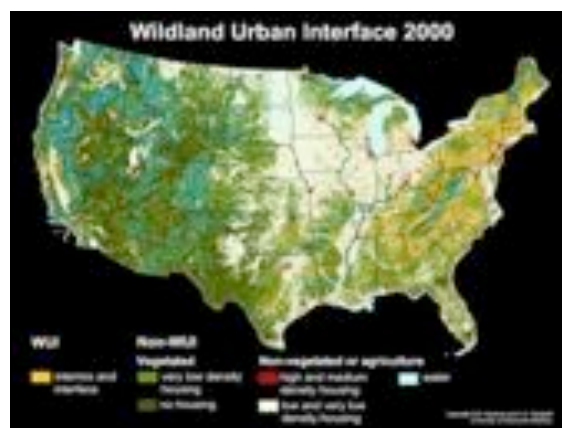 Wildland Urban Interface 2000
WUI
Non-WUI
Vegetated
Non-vegetated or agriculture
intermix and
interface
very low density
housing
no housing
high and medium
density housing
low and very low
density housing
water